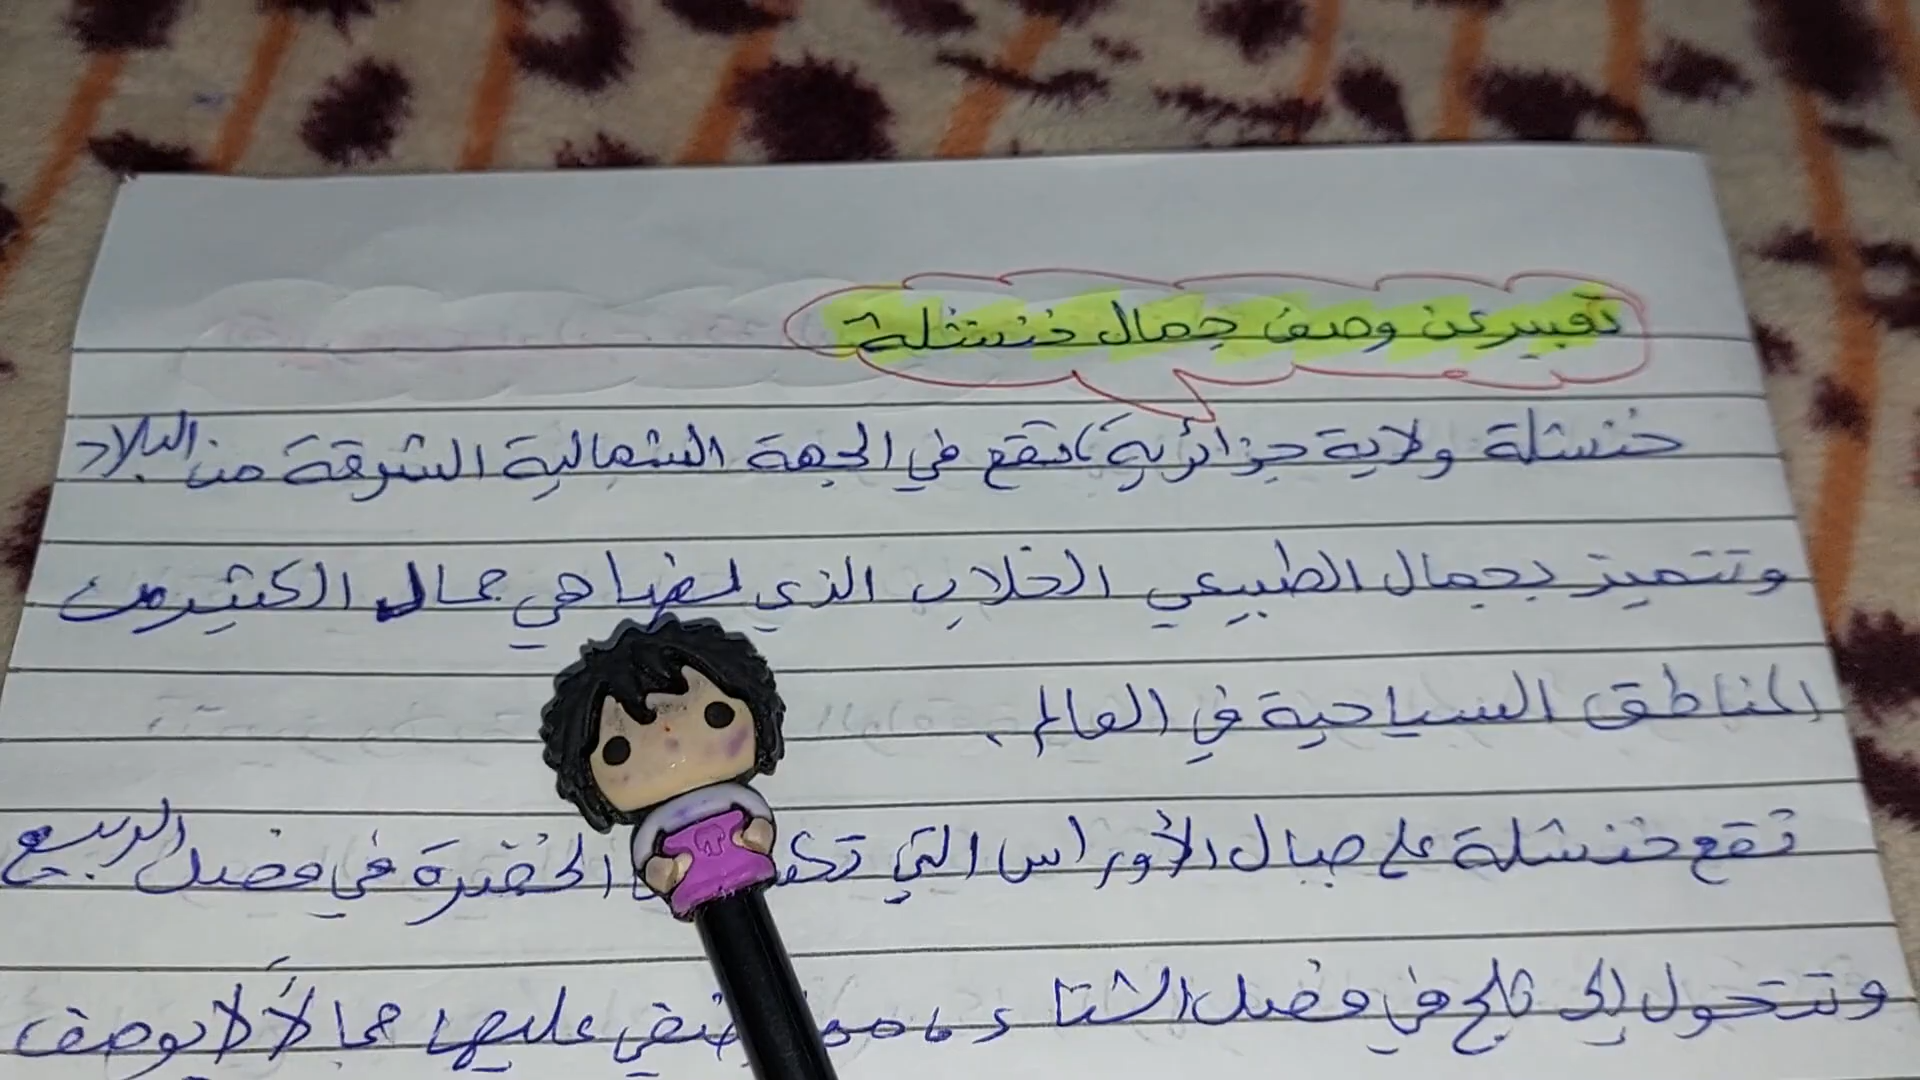 تعبير عن وصف جمال خنشلة
خنشلة ولاية جزائرية، تقع في الجهة الشمالية الشرقة من البلاد
وتتميز بجمال الطبيعي الخلاب الذي يضاهي جمال الكثير من
المناطق السياحية في العالم.
تقع خنشلة على جبال الأوراس التي الخضرة في فصل الربيع
وتتحول إلى ثلج في فصل الشتاء عليها جمالاً لا يوصف